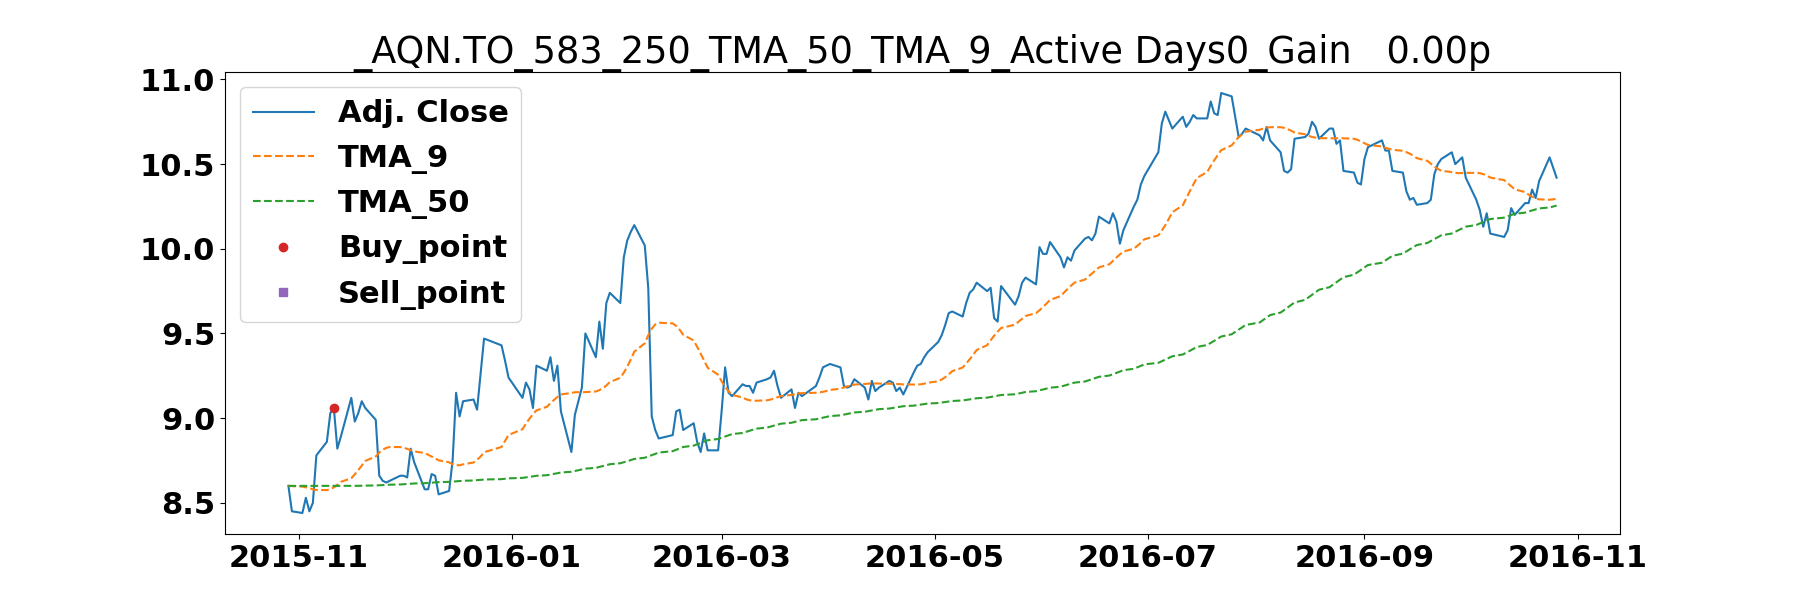 _AQN.TO_583_250_TMA_50_TMA_9_Active Days0_Gain   0.00p
11.0
10.5
10.0
9.5
9.0
8.5
Adj. Close
TMA_9
TMA_50
Buy_point
Sell_point
2015-11 2016-01 2016-03 2016-05 2016-07 2016-09 2016-11